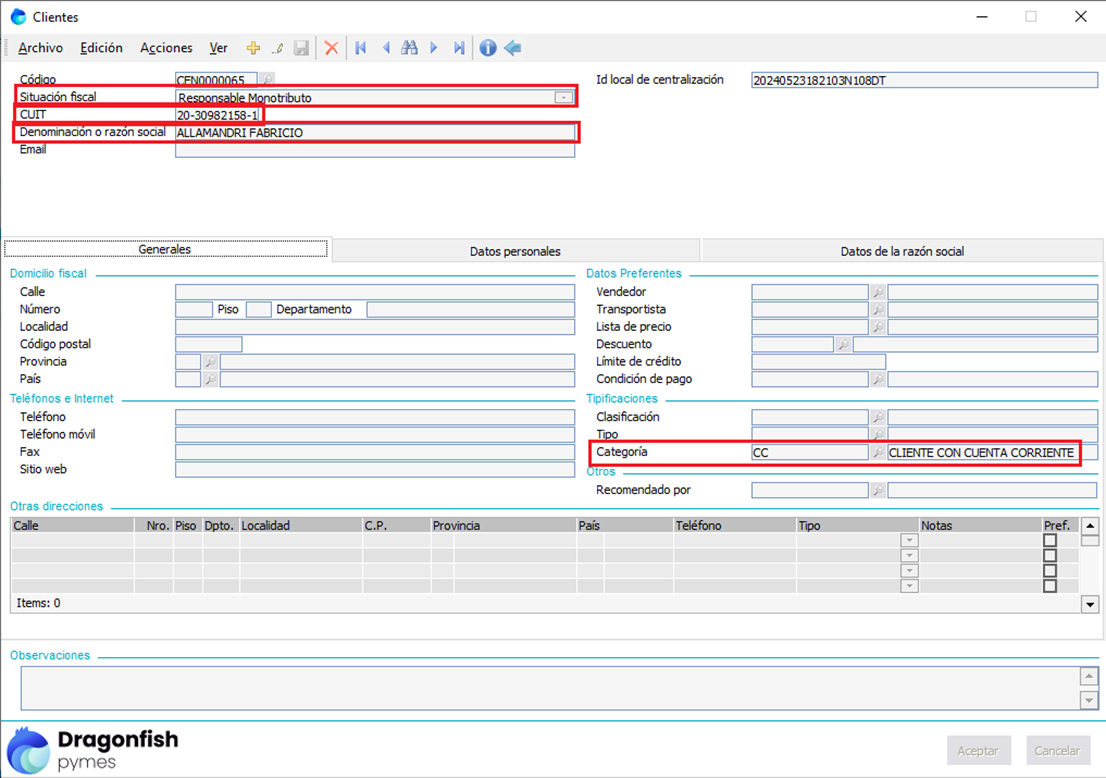 Clientes
Archivo Edición Acciones Ver
Código CEN0000065 Id local de centralización 20240523182103N108DT
Situación fiscal Responsable Monotributo
CUIT 20-30982158-1
Denominación o razón social ALLAMANDRI FABRICIO
Email
Generales Datos personales Datos de la razón social
Domicilio fiscal Datos Preferentes
Calle Vendedor
Número Piso Departamento Transportista
Localidad Lista de precio
Código postal Descuento
Provincia Límite de crédito
País Condición de pago
Teléfonos e Internet Tipificaciones
Teléfono Clasificación
Teléfono móvil Tipo
Fax Categoría CC CLIENTE CON CUENTA CORRIENTE
Sitio web Otros
Recomendado por
Otras direcciones
Calle Nro. Piso Dpto. Localidad C.P. Provincia País Teléfono Tipo Notas Pref.
Items: 0
Observaciones
Dragonfish
pymes
Aceptar Cancelar